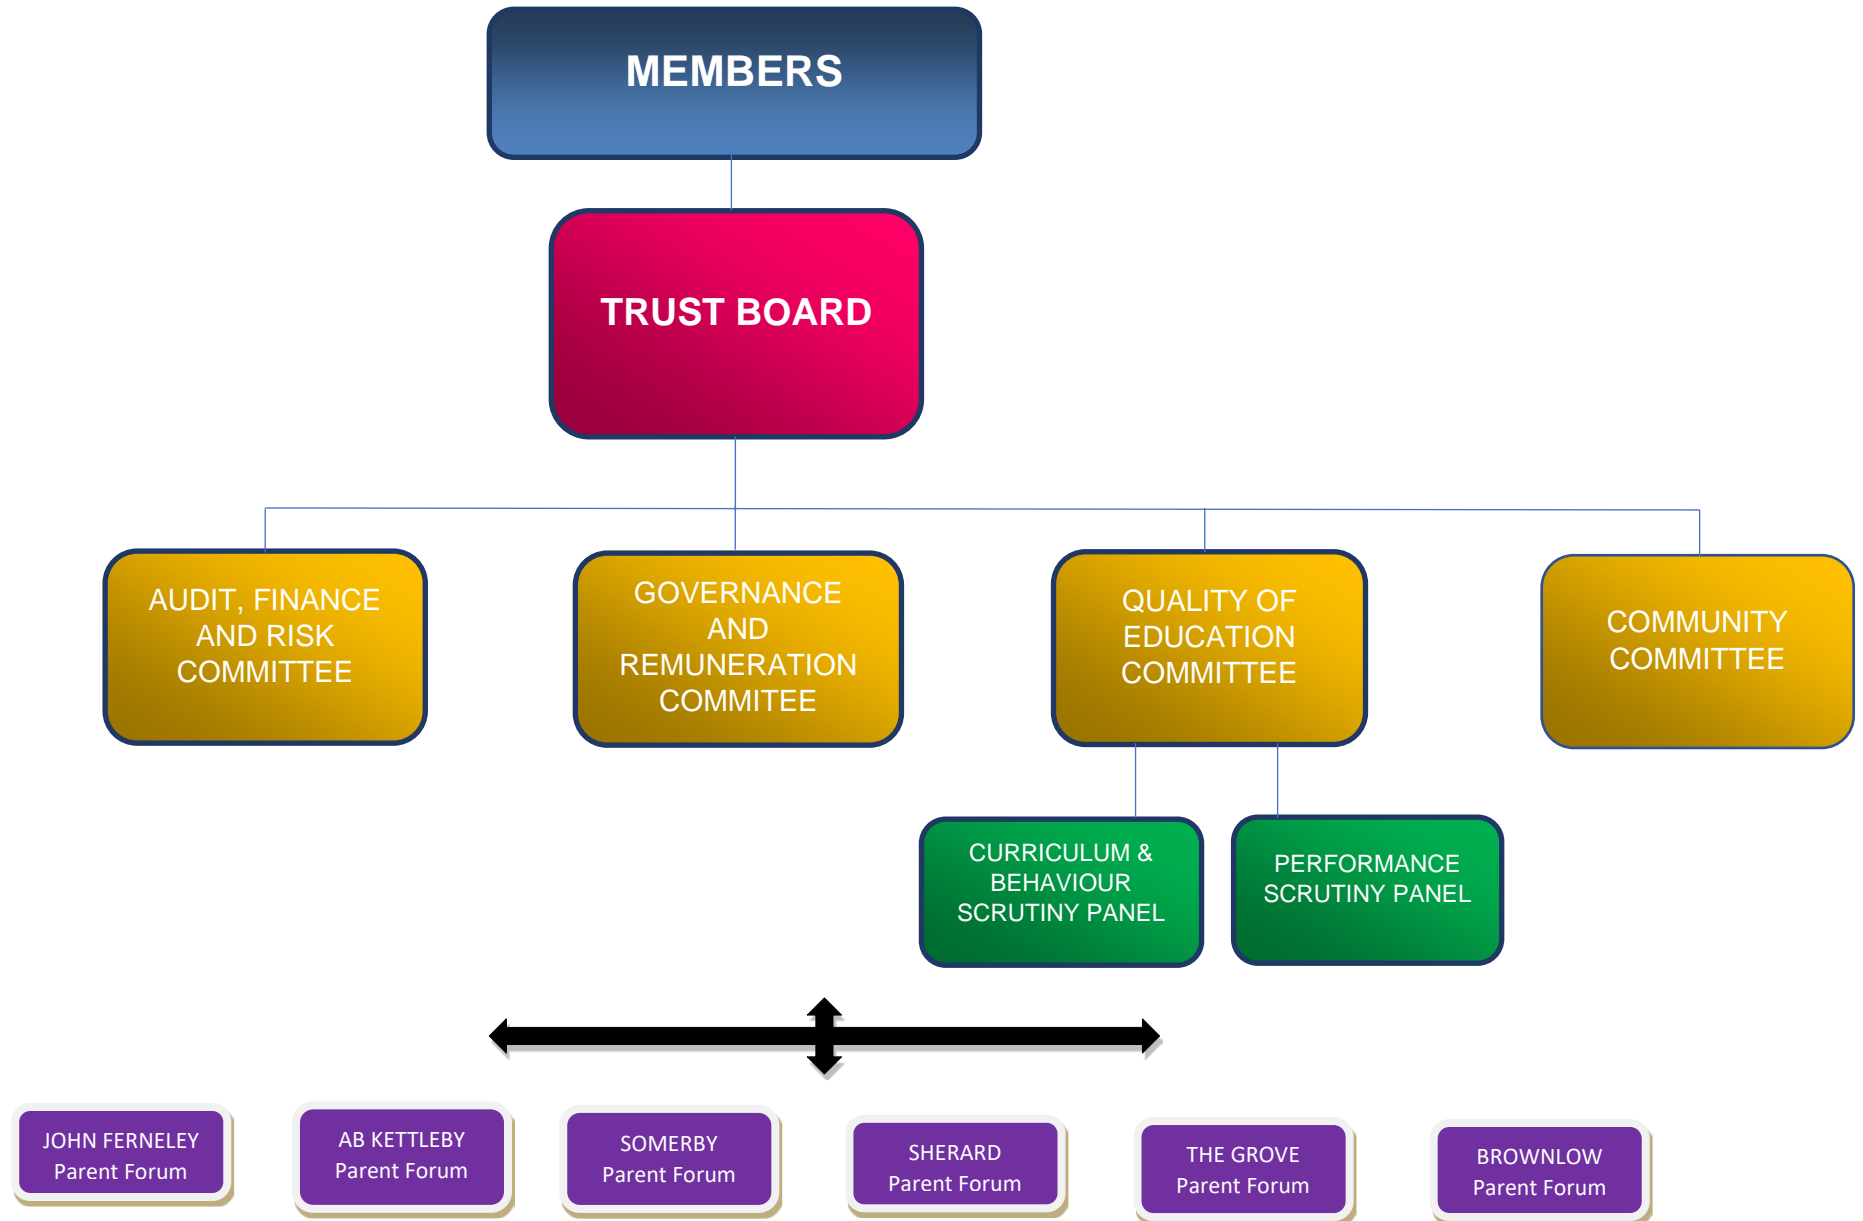 MEMBERS
TRUST BOARD
AUDIT, FINANCE
AND RISK
COMMITTEE
GOVERNANCE
AND
REMUNERATION
COMMITEE
QUALITY OF
EDUCATION
COMMITTEE
COMMUNITY
COMMITTEE
CURRICULUM &
BEHAVIOUR
SCRUTINY PANEL
PERFORMANCE
SCRUTINY PANEL
JOHN FERNELEY
Parent Forum
AB KETTLEBY
Parent Forum
SOMERBY
Parent Forum
SHERARD
Parent Forum
THE GROVE
Parent Forum
BROWNLOW
Parent Forum